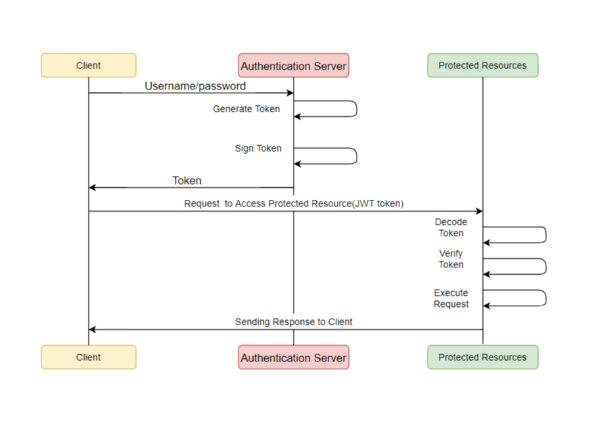 Client
Authentication Server
Protected Resources
Username/password
Generate Token
Sign Token
Token
Request to Access Protected Resource(JWT token)
Decode
Token
Verify
Token
Execute
Request
Sending Response to Client
Client
Authentication Server
Protected Resources